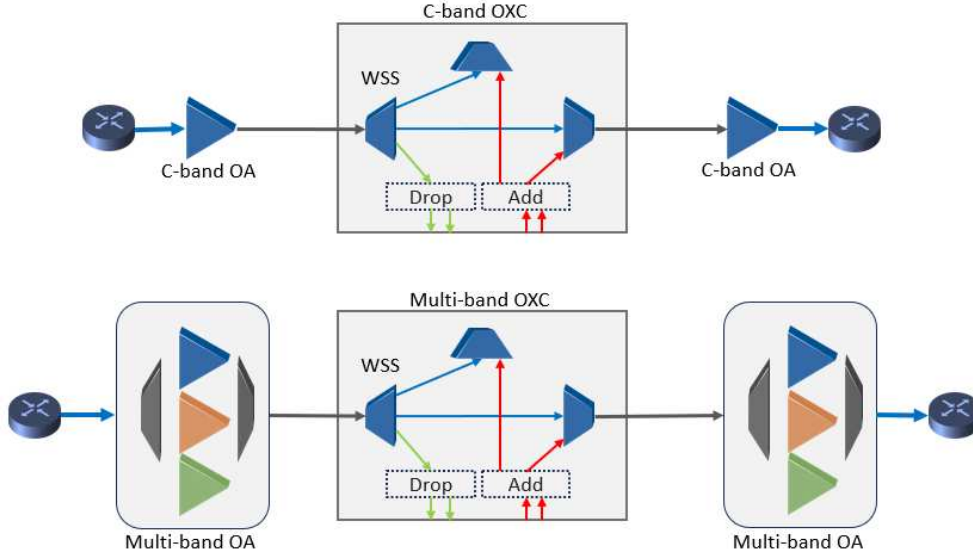 C-band OXC
WSS
C-band OA
C-band OA
Drop
Add
Multi-band OXC
WSS
Drop
Add
Multi-band OA
Multi-band OA